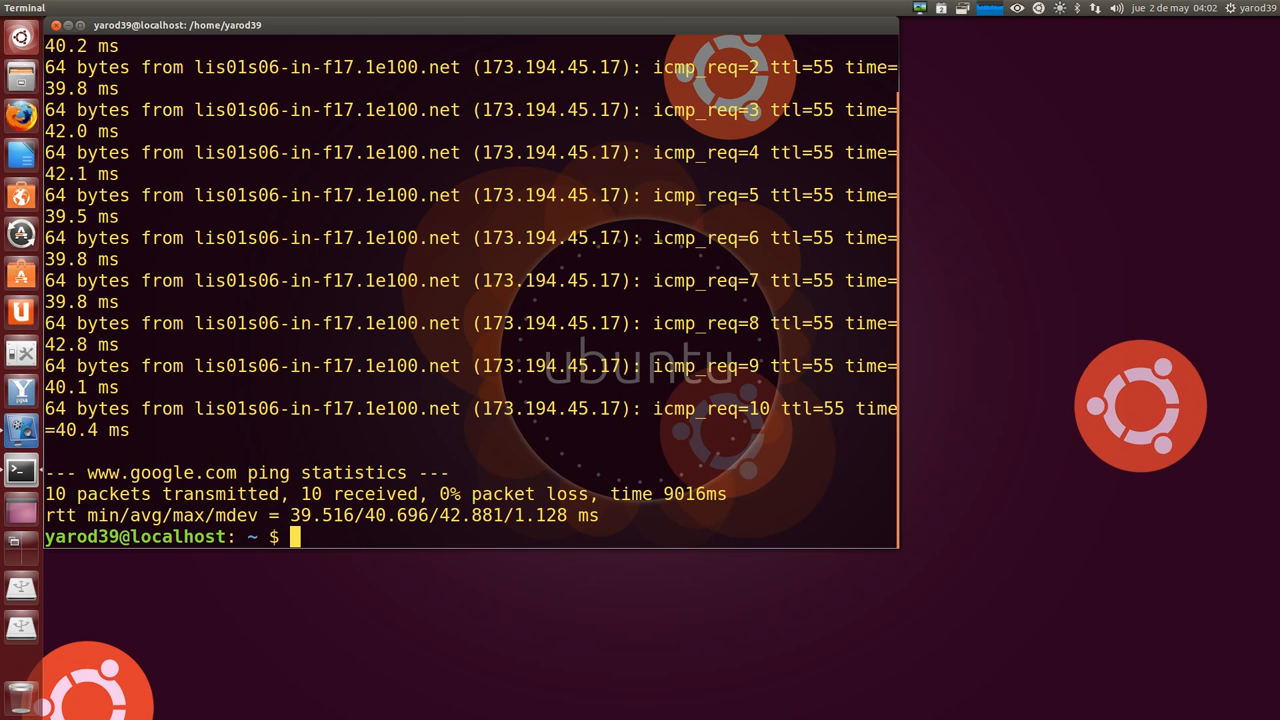 Terminal
2
jue 2 de may 04:02
yarod39
yarod39@localhost: /home/yarod39
40.2 ms
64 bytes from lis01s06-in-f17.1e100.net (173.194.45.17): icmp_req=2 ttl=55 time=
39.8 ms
64 bytes from lis01s06-in-f17.1e100.net (173.194.45.17): icmp_req=3 ttl=55 time=
42.0 ms
64 bytes from lis01s06-in-f17.1e100.net (173.194.45.17): icmp_req=4 ttl=55 time=
42.1 ms
64 bytes from lis01s06-in-f17.1e100.net (173.194.45.17): icmp_req=5 ttl=55 time=
39.5 ms
64 bytes from lis01s06-in-f17.1e100.net (173.194.45.17): icmp_req=6 ttl=55 time=
39.8 ms
64 bytes from lis01s06-in-f17.1e100.net (173.194.45.17): icmp_req=7 ttl=55 time=
39.8 ms
64 bytes from lis01s06-in-f17.1e100.net (173.194.45.17): icmp_req=8 ttl=55 time=
42.8 ms
64 bytes from lis01s06-in-f17.1e100.net (173.194.45.17): icmp_req=9 ttl=55 time=
40.1 ms
64 bytes from lis01s06-in-f17.1e100.net (173.194.45.17): icmp_req=10 ttl=55 time
=40.4 ms
--- www.google.com ping statistics ---
10 packets transmitted, 10 received, 0% packet loss, time 9016ms
rtt min/avg/max/mdev = 39.516/40.696/42.881/1.128 ms
yarod39@localhost: ~ $
ubuntu